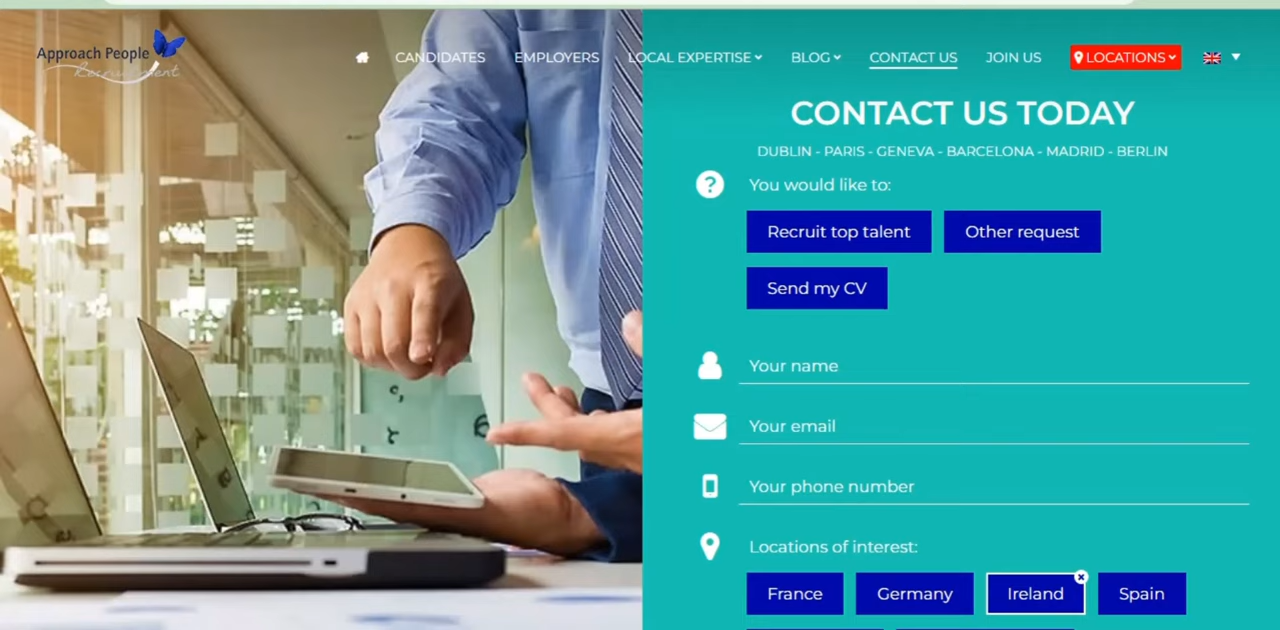 Approach People
Recruitment
CANDIDATES EMPLOYERS LOCAL EXPERTISE BLOG CONTACT US JOIN US LOCATIONS
CONTACT US TODAY
DUBLIN - PARIS - GENEVA - BARCELONA - MADRID - BERLIN
? You would like to:
Recruit top talent Other request
Send my CV
Your name
Your email
Your phone number
Locations of interest:
France Germany Ireland Spain